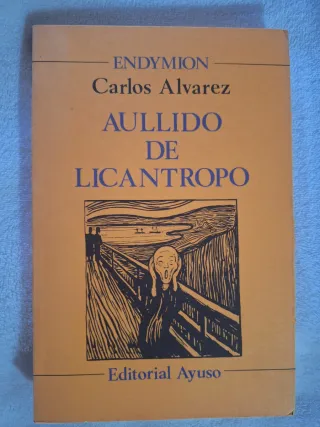 ENDYMION
Carlos Alvarez
AULLIDO
DE
LICANTROPO
Editorial Ayuso